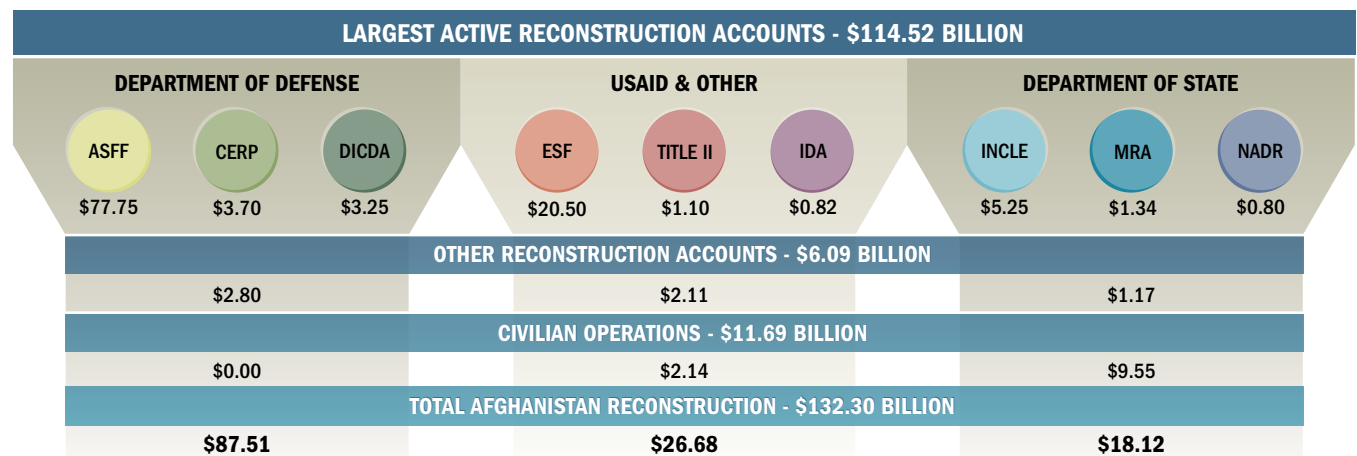 LARGEST ACTIVE RECONSTRUCTION ACCOUNTS - $114.52 BILLION
DEPARTMENT OF DEFENSE USAID & OTHER DEPARTMENT OF STATE
ASFF CERP DICDA ESF TITLE II IDA INCLE MRA NADR
$77.75 $3.70 $3.25 $20.50 $1.10 $0.82 $5.25 $1.34 $0.80
OTHER RECONSTRUCTION ACCOUNTS - $6.09 BILLION
$2.80 $2.11 $1.17
CIVILIAN OPERATIONS - $11.69 BILLION
$0.00 $2.14 $9.55
TOTAL AFGHANISTAN RECONSTRUCTION - $132.30 BILLION
$87.51 $26.68 $18.12